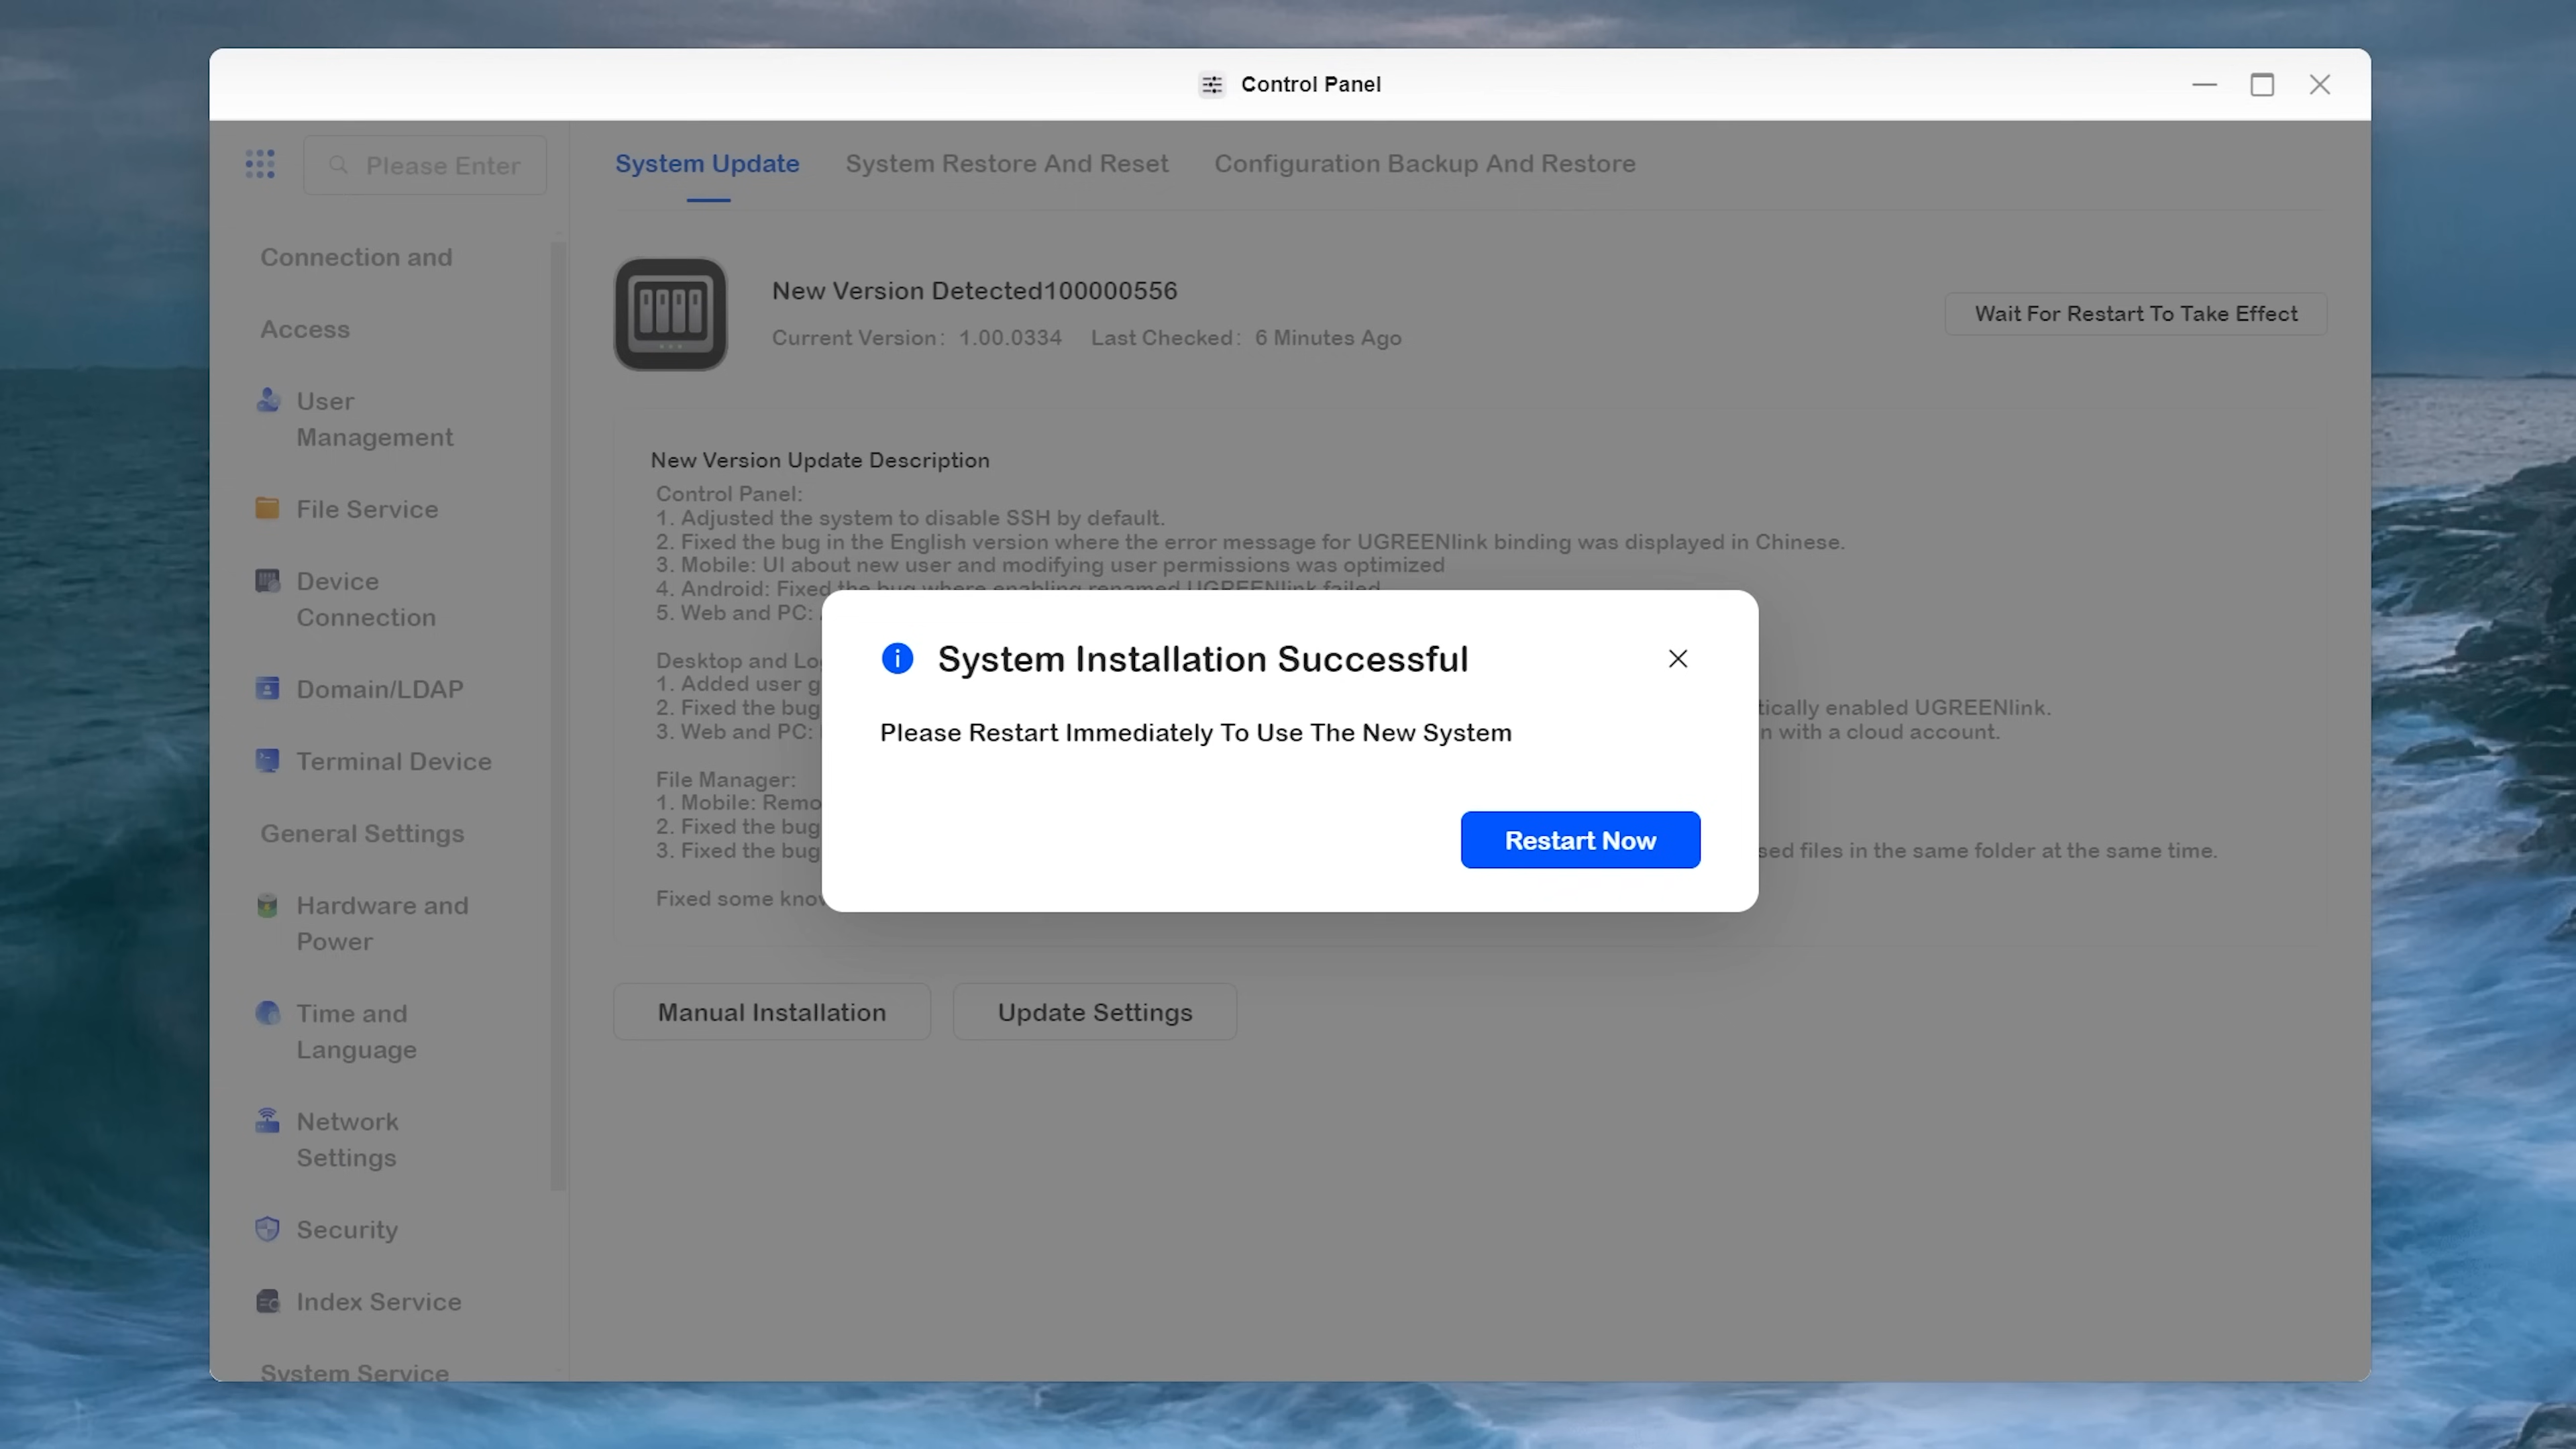 Control Panel
Please Enter
System Update
System Restore And Reset
Configuration Backup And Restore
Connection and
Access
User
Management
File Service
Device
Connection
Domain/LDAP
Terminal Device
General Settings
Hardware and
Power
Time and
Language
Network
Settings
Security
Index Service
System Service
New Version Detected100000556
Current Version: 1.00.0334 Last Checked: 6 Minutes Ago
Wait For Restart To Take Effect
New Version Update Description
Control Panel:
1. Adjusted the system to disable SSH by default.
2. Fixed the bug in the English version where the error message for UGREENlink binding was displayed in Chinese.
3. Mobile: UI about new user and modifying user permissions was optimized
4. Android: Fixed the bug where enabling renamed UGREENlink failed
5. Web and PC:
Desktop and
1. Added user
2. Fixed the bug tically enabled UGREENlink.
3. Web and PC: n with a cloud account.
File Manager:
1. Mobile:
2. Fixed the bug
3. Fixed the bug sed files in the same folder at the same time.
Fixed some
System Installation Successful
Please Restart Immediately To Use The New System
Restart Now
Manual Installation
Update Settings